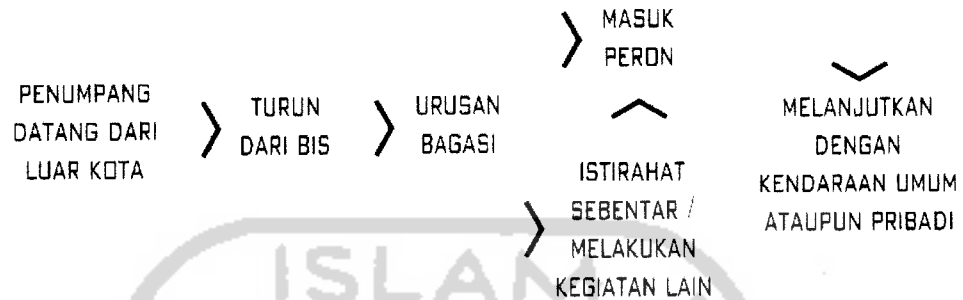 PENUMPANG
DATANG DARI
LUAR KOTA
TURUN
DARI BIS
URUSAN
BAGASI
MASUK
PERON
ISTIRAHAT
SEBENTAR /
MELAKUKAN
KEGIATAN LAIN
MELANJUTKAN
DENGAN
KENDARAAN UMUM
ATAUPUN PRIBADI
ISLAM